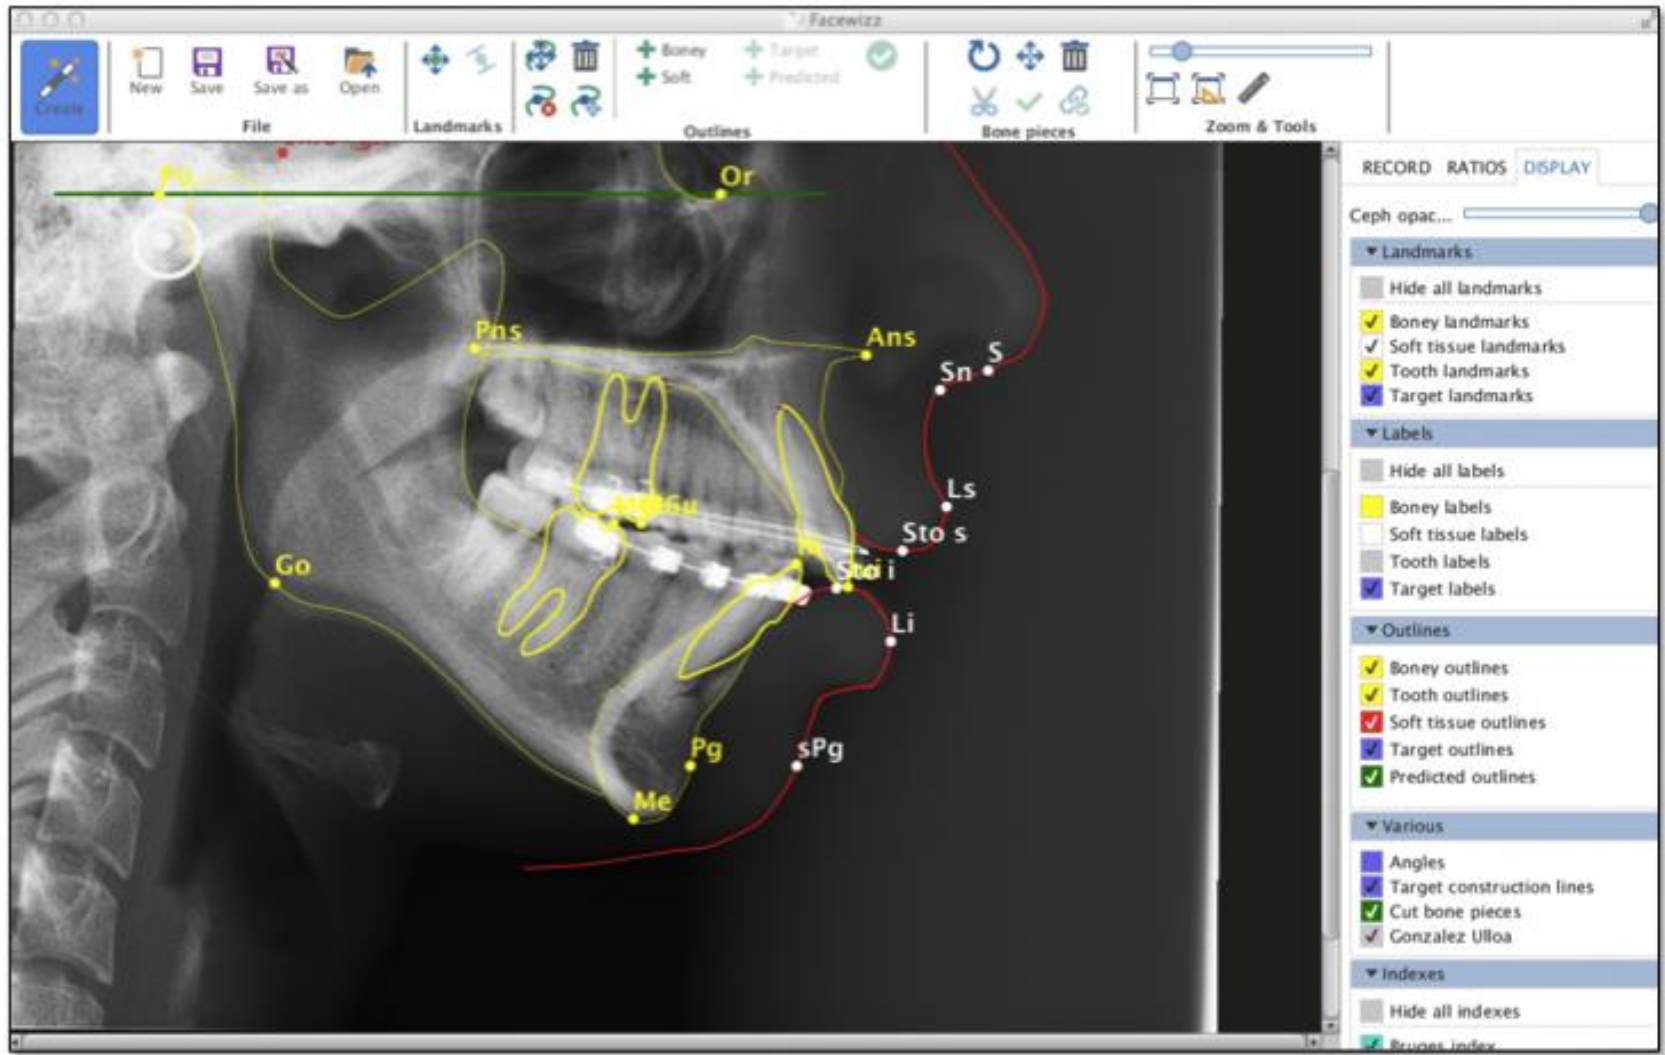 Facewizz
Create
New
Save
Save as
Open
File
Landmarks
Boney
Soft
Target
Predicted
Outlines
Bone pieces
Zoom & Tools
RECORD RATIOS DISPLAY
Ceph opac...
Landmarks
Hide all landmarks
Boney landmarks
Soft tissue landmarks
Tooth landmarks
Target landmarks
Labels
Hide all labels
Boney labels
Soft tissue labels
Tooth labels
Target labels
Outlines
Boney outlines
Tooth outlines
Soft tissue outlines
Target outlines
Predicted outlines
Various
Angles
Target construction lines
Cut bone pieces
Gonzalez Ulloa
Indexes
Hide all indexes
Bruges index
Po
Or
Pns
Ans
S
Sn
Ls
Sto s
Go
Sto i
Li
Pg
sPg
Me